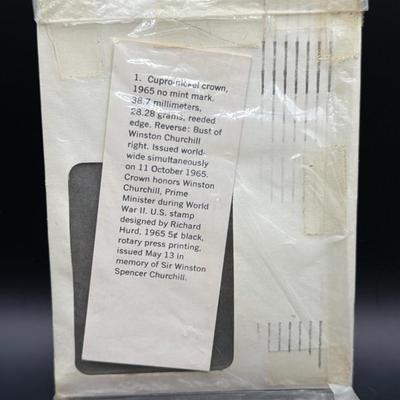 1. Cupro-nickel crown,
1965 no mint mark.
38.7 millimeters,
28.28 grams, reeded
edge. Reverse: Bust of
Winston Churchill
right. Issued world-
wide simultaneously
on 11 October 1965.
Crown honors Winston
Churchill, Prime
Minister during World
War II. U.S. stamp
designed by Richard
Hurd, 1965 5¢ black,
rotary press printing,
issued May 13 in
memory of Sir Winston
Spencer Churchill.